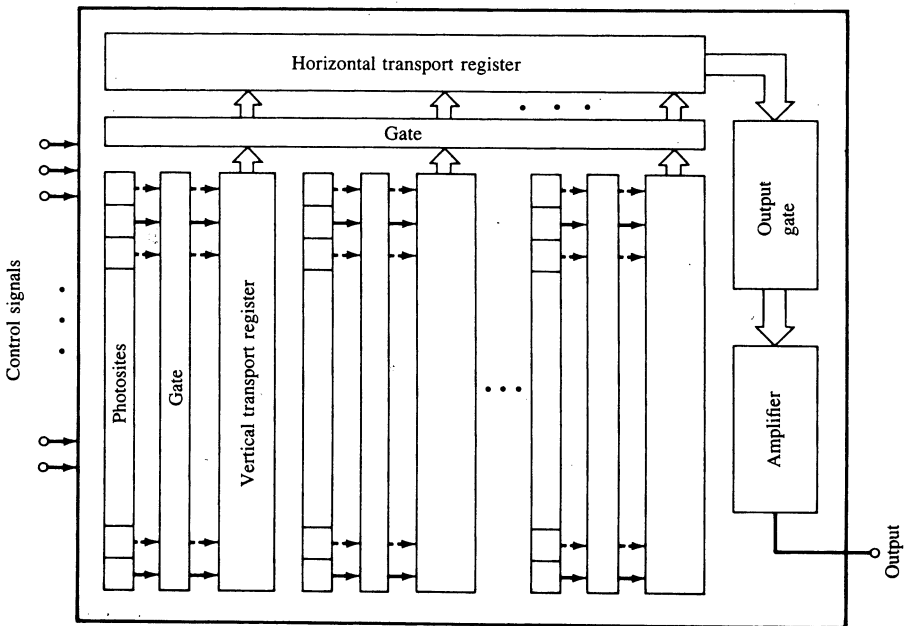 Horizontal transport register
Gate
Control signals
Photosites
Gate
Vertical transport register
Output
gate
Amplifier
Output